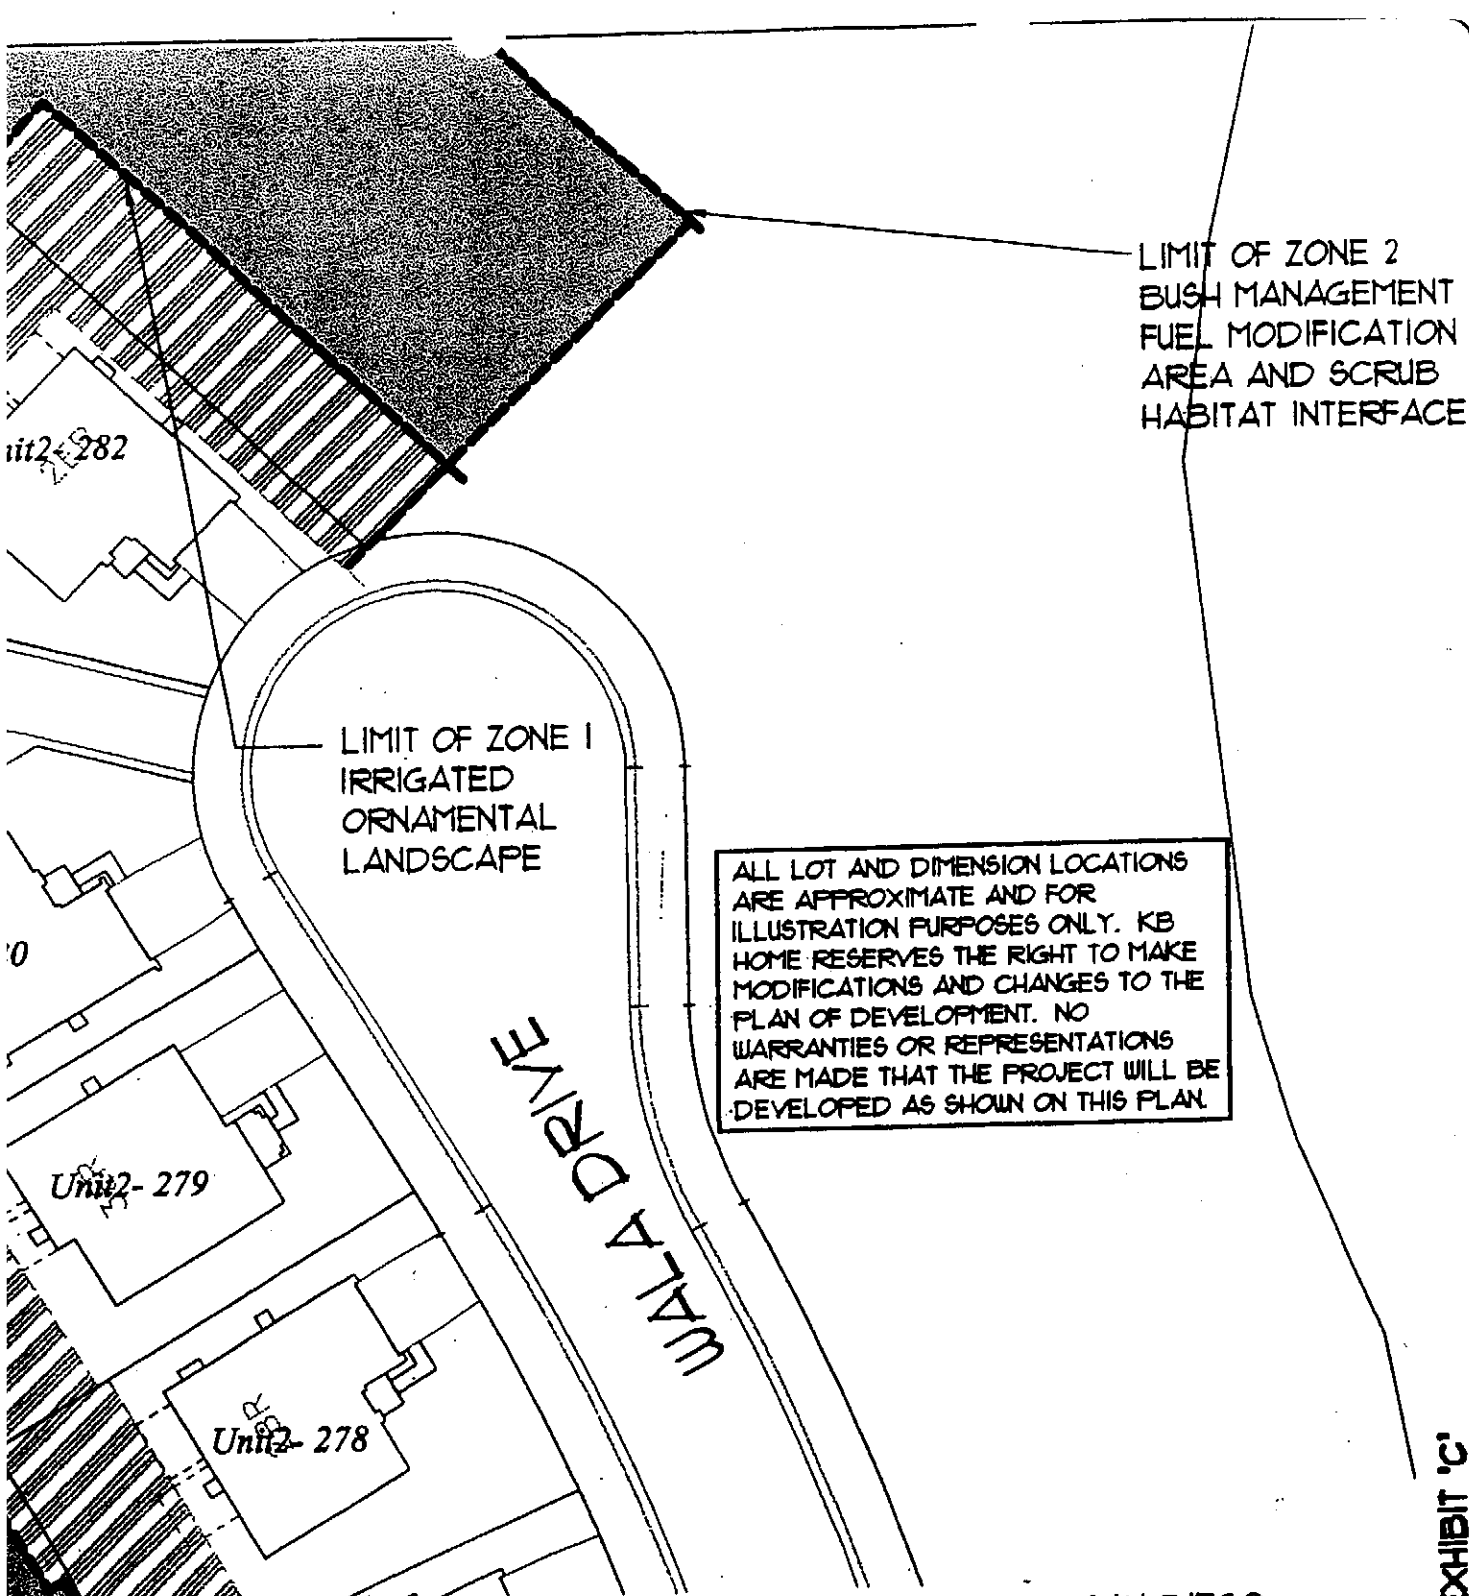 LIMIT OF ZONE 2
BUSH MANAGEMENT
FUEL MODIFICATION
AREA AND SCRUB
HABITAT INTERFACE
282
LIMIT OF ZONE 1
IRRIGATED
ORNAMENTAL
LANDSCAPE
ALL LOT AND DIMENSION LOCATIONS
ARE APPROXIMATE AND FOR
ILLUSTRATION PURPOSES ONLY. KB
HOME RESERVES THE RIGHT TO MAKE
MODIFICATIONS AND CHANGES TO THE
PLAN OF DEVELOPMENT. NO
WARRANTIES OR REPRESENTATIONS
ARE MADE THAT THE PROJECT WILL BE
DEVELOPED AS SHOWN ON THIS PLAN.
WALA DRIVE
Unit2- 279
Unit2- 278
'C'